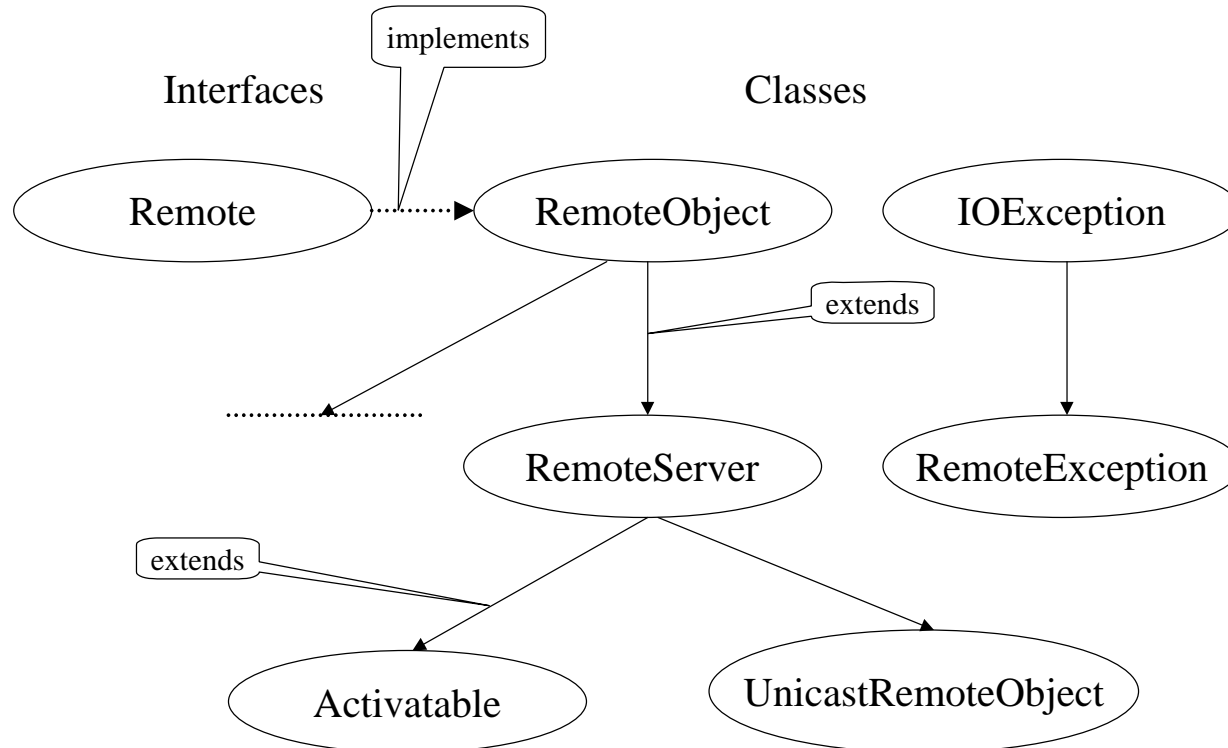 implements
Interfaces
Classes
Remote
RemoteObject
IOException
extends
RemoteServer
RemoteException
extends
Activatable
UnicastRemoteObject